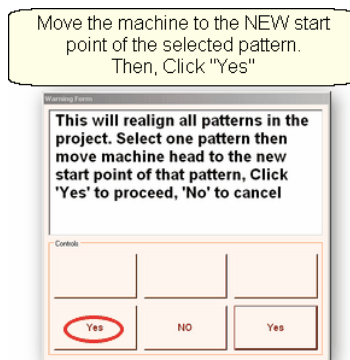 Move the machine to the NEW start
point of the selected pattern.
Then, Click "Yes"
Warning Form
This will realign all patterns in the
project. Select one pattern then
move machine head to the new
start point of that pattern, Click
'Yes' to proceed, 'No' to cancel
Controls
Yes NO Yes